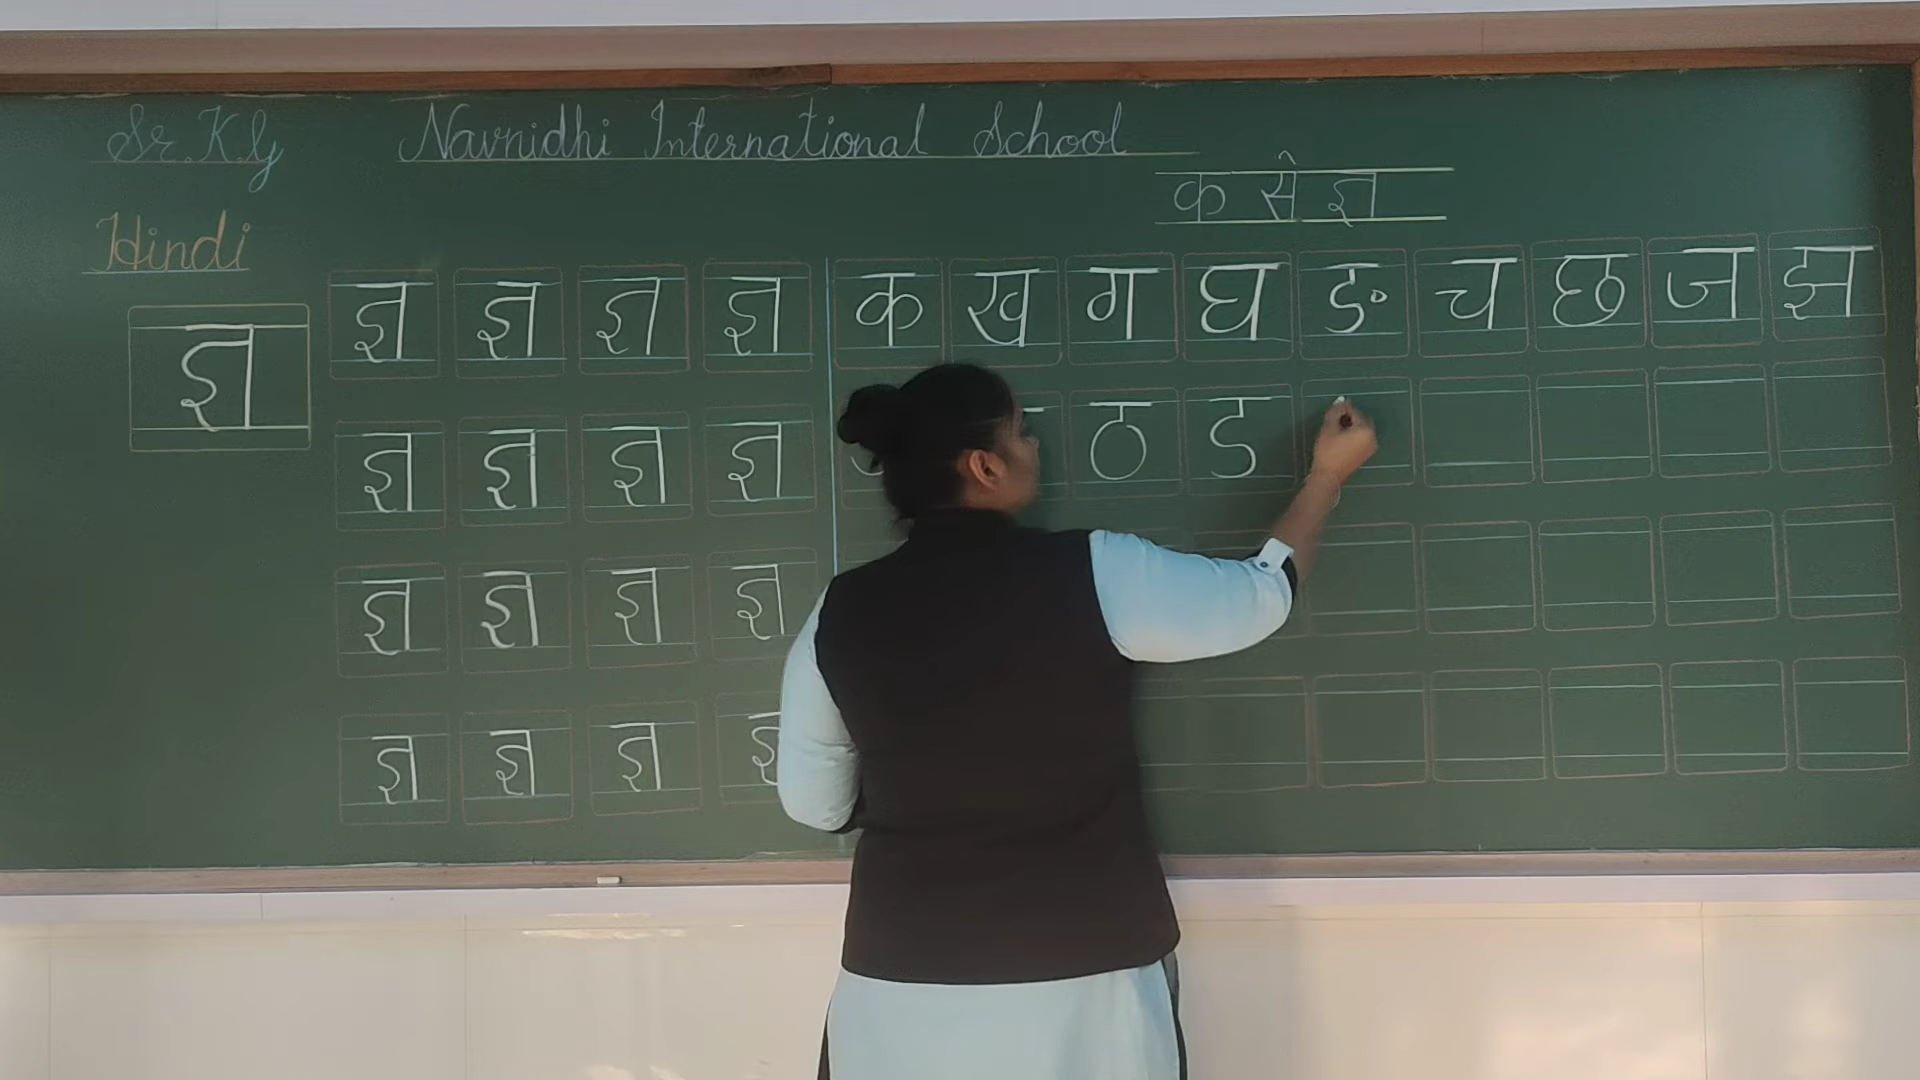 Sr. K.G Navnidhi International School
क से ज्ञ
Hindi
ज्ञ
ज्ञ ज्ञ ज्ञ ज्ञ क ख ग घ ङ च छ ज झ
ज्ञ ज्ञ ज्ञ ज्ञ ठ ड
ज्ञ ज्ञ ज्ञ ज्ञ
ज्ञ ज्ञ ज्ञ